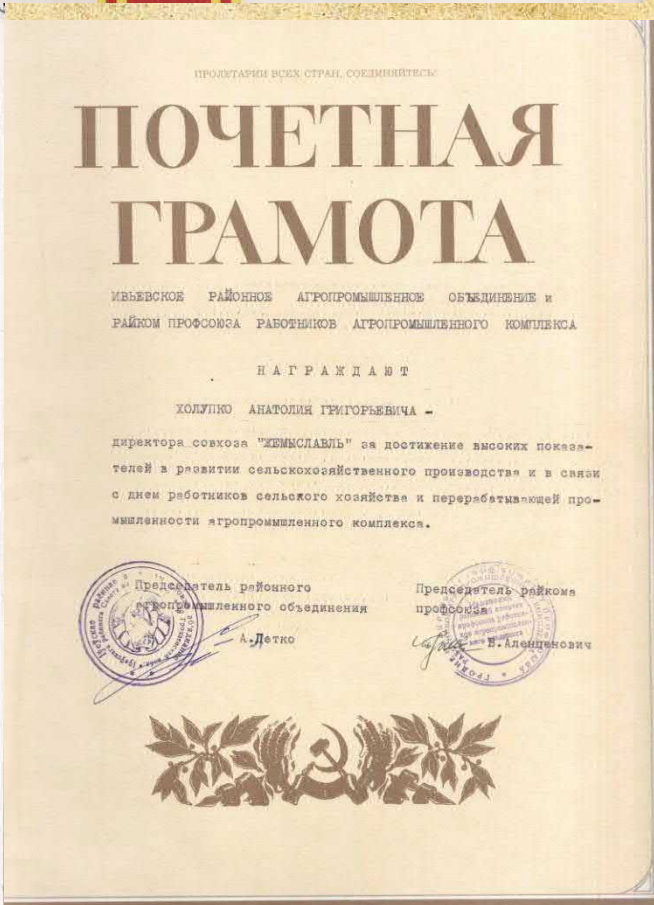 ПРОЛЕТАРИИ ВСЕХ СТРАН, СОЕДИНЯЙТЕСЬ!
ПОЧЕТНАЯ
ГРАМОТА
ИВЬЕВСКОЕ РАЙОННОЕ АГРОПРОМЫШЛЕННОЕ ОБЪЕДИНЕНИЕ и
РАЙКОМ ПРОФСОЮЗА РАБОТНИКОВ АГРОПРОМЫШЛЕННОГО КОМПЛЕКСА
НАГРАЖДАЮТ
ХОЛУПКО АНАТОЛИЯ ГРИГОРЬЕВИЧА –
директора совхоза "ЖЕМЫСЛАВЛЬ" за достижение высоких показа-
телей в развитии сельскохозяйственного производства и в связи
с днем работников сельского хозяйства и перерабатывающей про-
мышленности агропромышленного комплекса.
Председатель районного
агропромышленного объединения
А.Детко
Председатель райкома
профсоюза
В.Аленценович